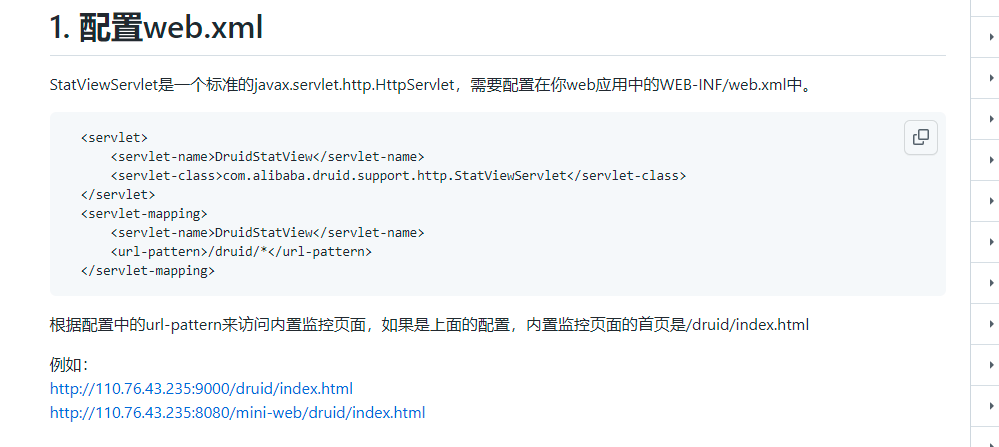 1. 配置web.xml
StatViewServlet是一个标准的javax.servlet.http.HttpServlet，需要配置在你web应用中的WEB-INF/web.xml中。
<servlet>
    <servlet-name>DruidStatView</servlet-name>
    <servlet-class>com.alibaba.druid.support.http.StatViewServlet</servlet-class>
</servlet>
<servlet-mapping>
    <servlet-name>DruidStatView</servlet-name>
    <url-pattern>/druid/*</url-pattern>
</servlet-mapping>
根据配置中的url-pattern来访问内置监控页面，如果是上面的配置，内置监控页面的首页是/druid/index.html
例如：
http://110.76.43.235:9000/druid/index.html
http://110.76.43.235:8080/mini-web/druid/index.html